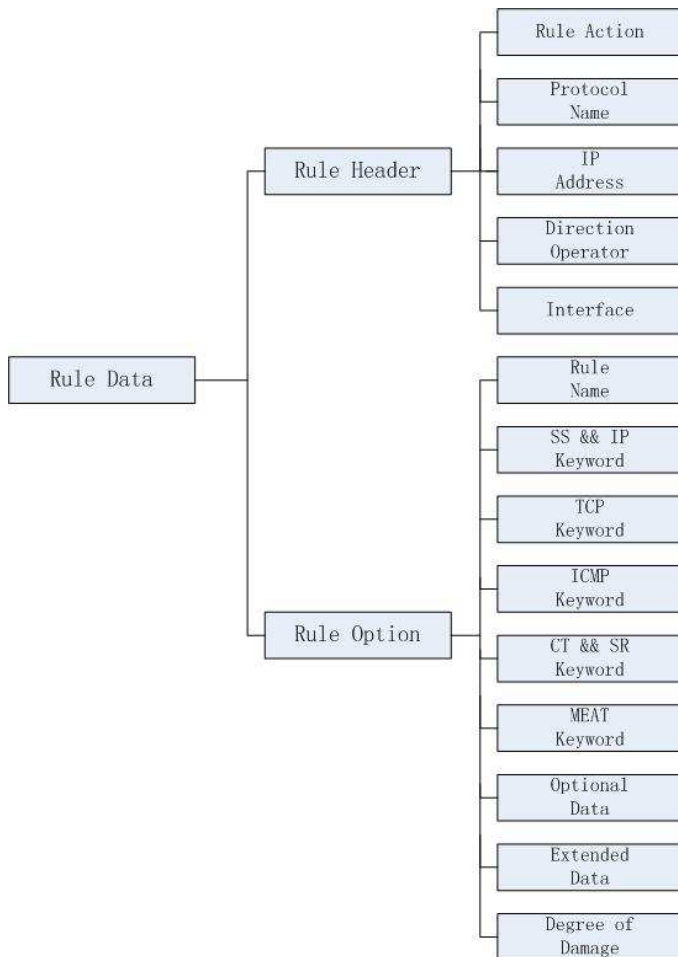 Rule Action
Protocol
Name
Rule Header
IP
Address
Direction
Operator
Interface
Rule Data
Rule
Name
SS && IP
Keyword
TCP
Keyword
ICMP
Keyword
Rule Option
CT && SR
Keyword
MEAT
Keyword
Optional
Data
Extended
Data
Degree of
Damage